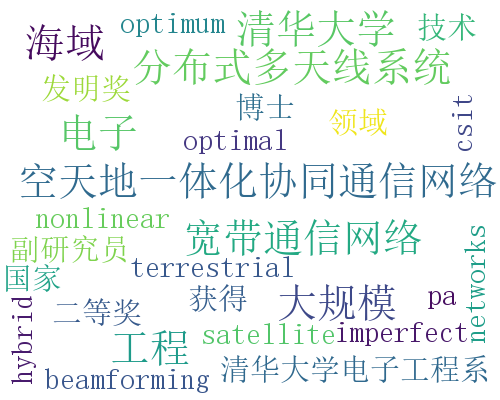 optimum
清华大学
技术
海域
分布式多天线系统
发明奖
博士
领域
csit
电子
optimal
空天地一体化协同通信网络
nonlinear
宽带通信网络
networks
副研究员
terrestrial
国家
获得
大规模
pa
hybrid
二等奖
工程
satellite
imperfect
beamforming
清华大学电子工程系